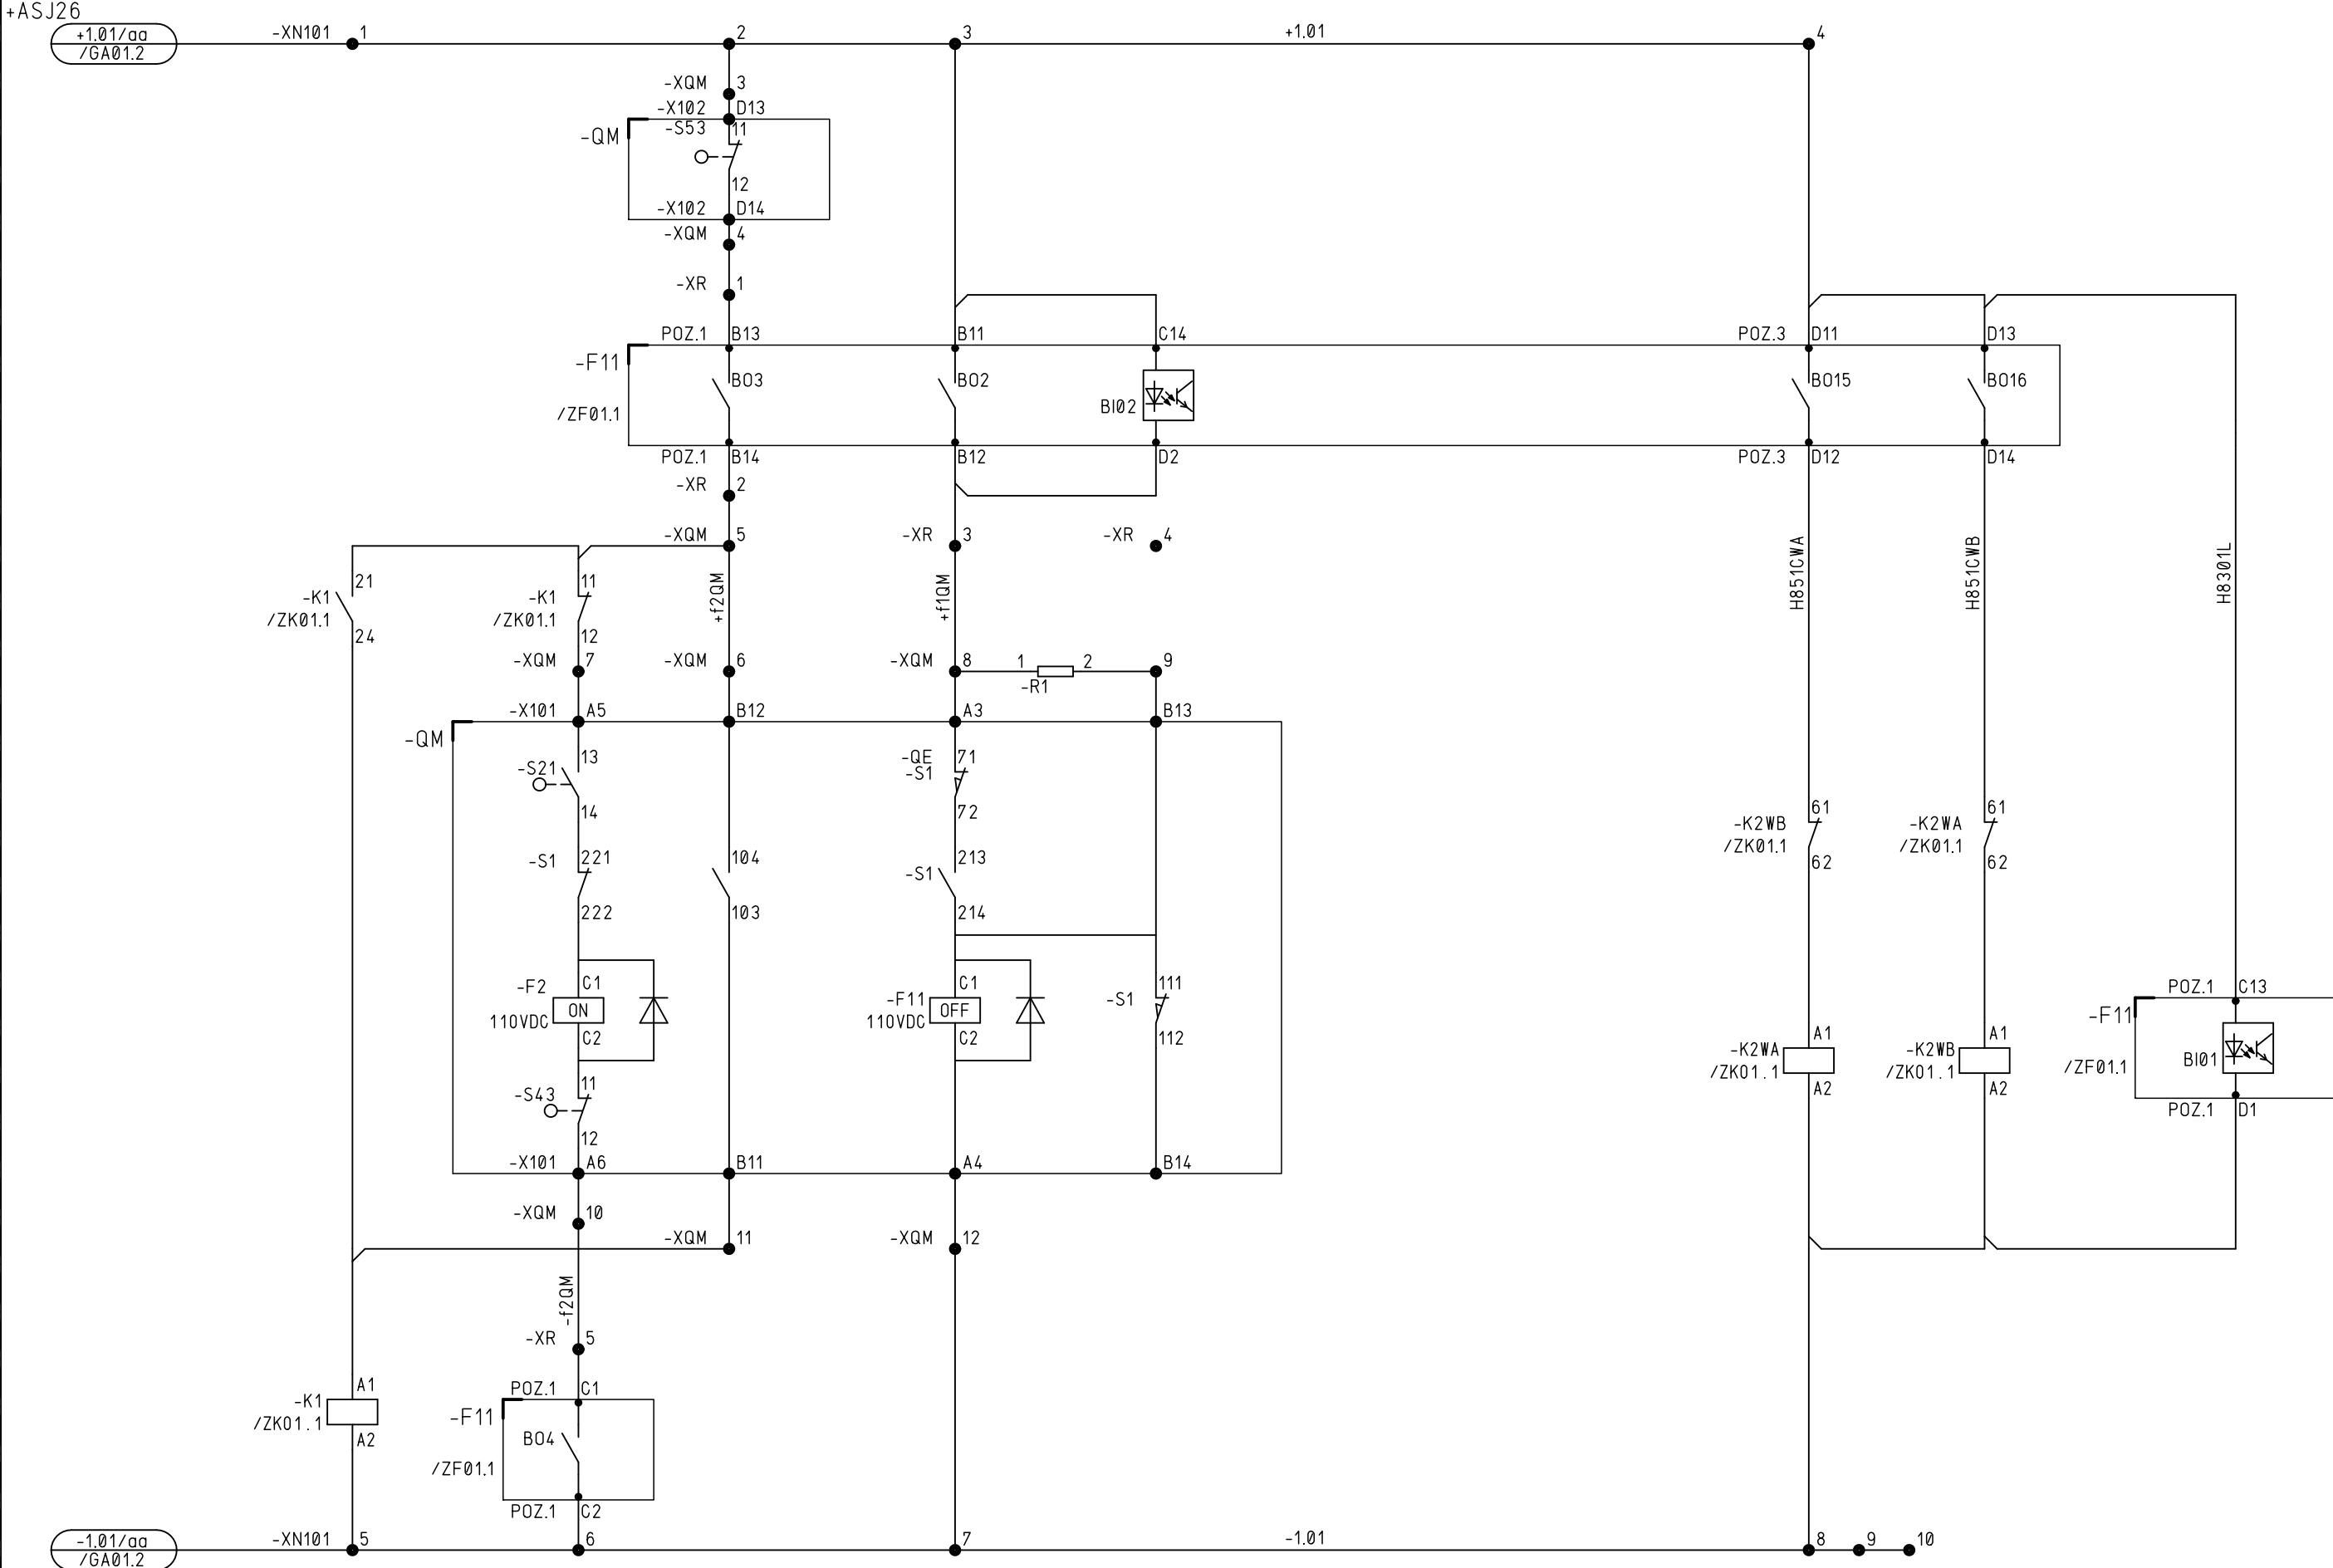 +ASJ26
+1.01/aa
/GA01.2
-XN101 1 2 3 +1.01 4
-XQM 3
-X102 D13
-QM -S53 11
12
-X102 D14
-XQM 4
-XR 1
POZ.1 B13 B11 C14 POZ.3 D11 D13
-F11
BO3 BO2 BI02 BO15 BO16
/ZF01.1
POZ.1 B14 B12 D2 POZ.3 D12 D14
-XR 2
-XQM 5 -XR 3 -XR 4
21 11
-K1 -K1
/ZK01.1 /ZK01.1
24 12
+f2QM +f1QM H851CWA H851CWB H8301L
-XQM 7 -XQM 6 -XQM 8 1 2 9
-R1
-X101 A5 B12 A3 B13
-QM
13 -QE 71
-S21 -S1
14 72
61 61
-K2WB -K2WA
/ZK01.1 /ZK01.1
62 62
-S1 221 104 213
-S1
222 103 214
-F2 C1 -F11 C1 -S1 111
ON OFF
110VDC 110VDC
C2 C2 112
POZ.1 C13
-F11
A1 A1
-K2WA -K2WB BI01
/ZK01.1 /ZK01.1 /ZF01.1
A2 A2
POZ.1 D1
11
-S43
12
-X101 A6 B11 A4 B14
-XQM 10
-XQM 11 -XQM 12
-f2QM
-XR 5
A1 POZ.1 C1
-K1 -F11
/ZK01.1
A2 BO4
/ZF01.1
POZ.1 C2
-1.01/aa
/GA01.2
-XN101 5 6 7 -1.01 8 9 10